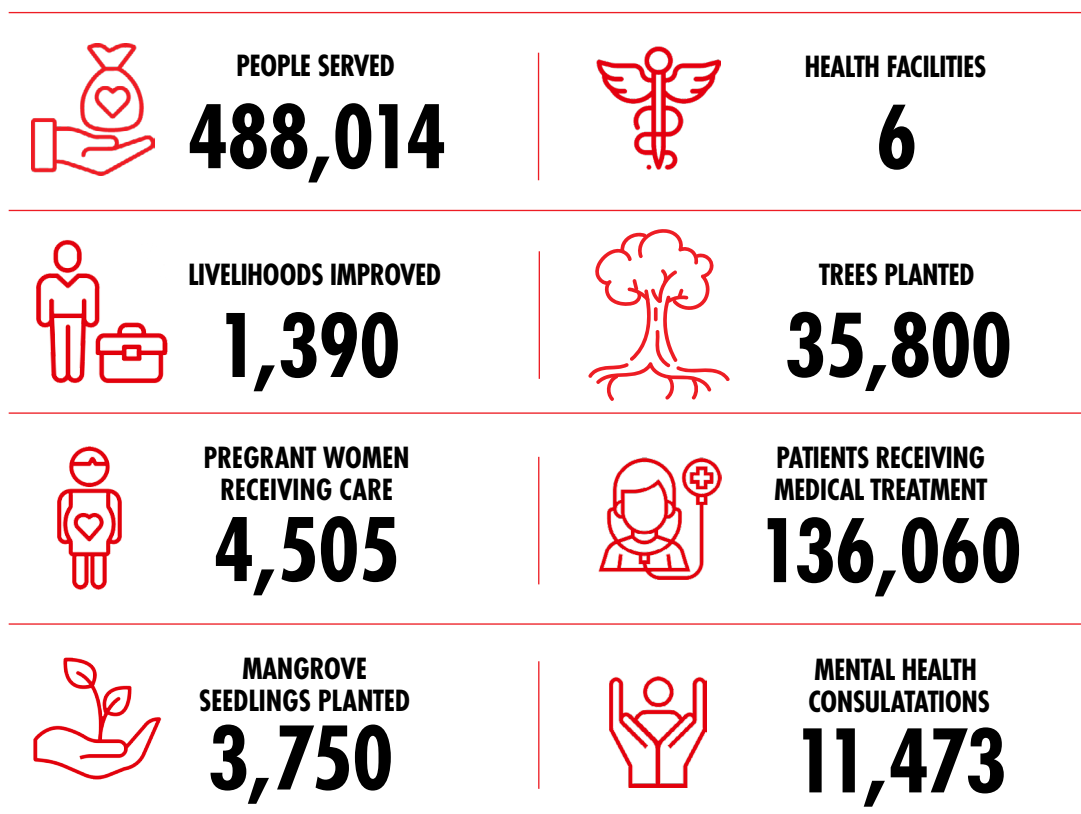 PEOPLE SERVED
488,014
HEALTH FACILITIES
6
LIVELIHOODS IMPROVED
1,390
TREES PLANTED
35,800
PREGRANT WOMEN
RECEIVING CARE
4,505
PATIENTS RECEIVING
MEDICAL TREATMENT
136,060
MANGROVE
SEEDLINGS PLANTED
3,750
MENTAL HEALTH
CONSULATATIONS
11,473